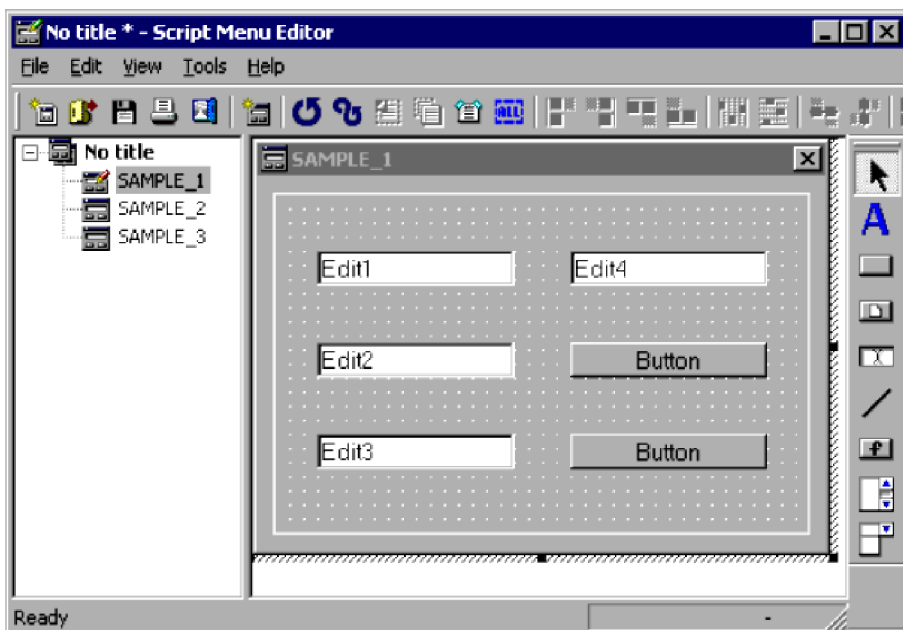 No title * - Script Menu Editor
File Edit View Tools Help
ALL
No title
SAMPLE_1
SAMPLE_2
SAMPLE_3
SAMPLE_1
Edit1
Edit4
Edit2
Button
Edit3
Button
A
f
Ready
-